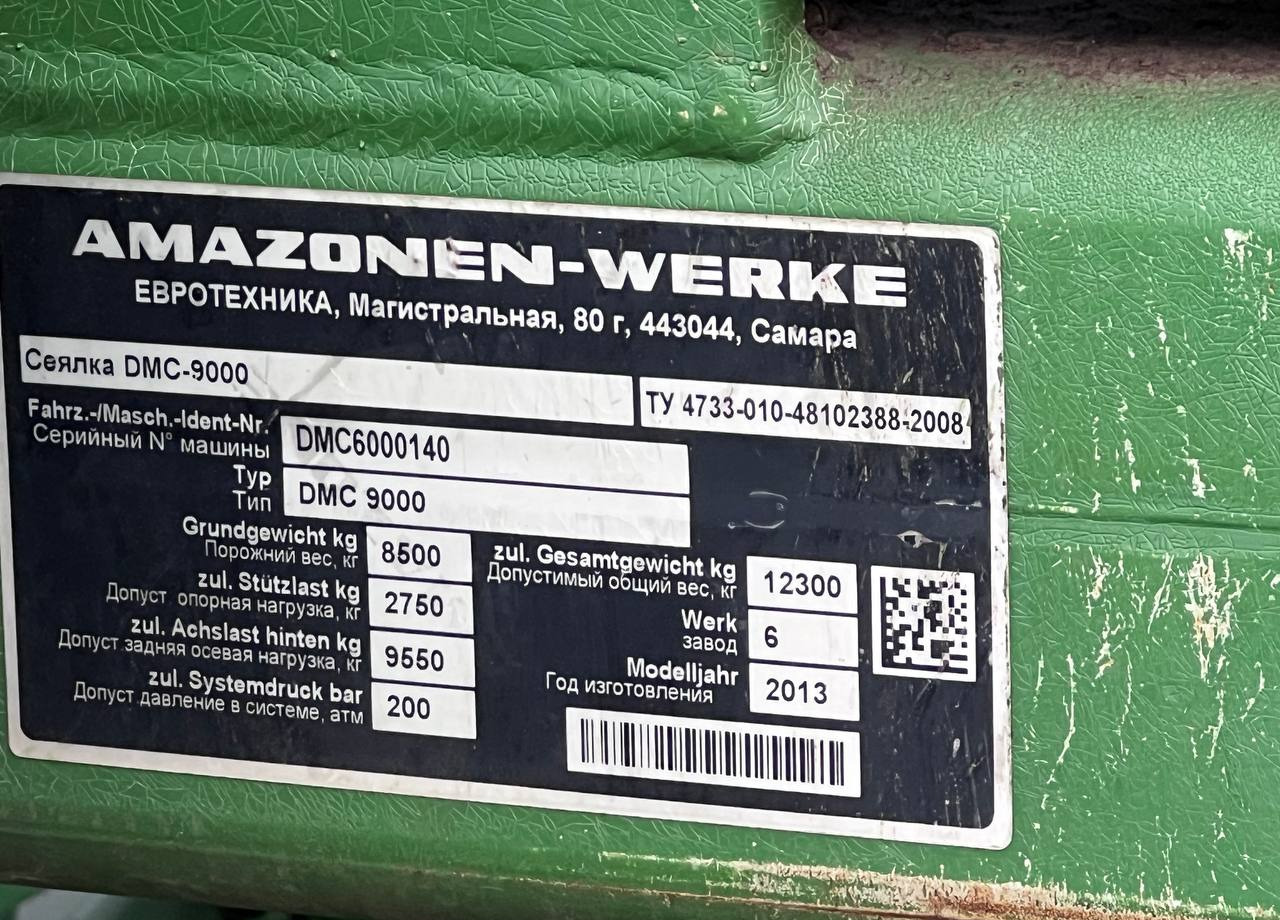 AMAZONEN-WERKE
ЕВРОТЕХНИКА, Магистральная, 80 г, 443044, Самара
Сеялка DMC-9000
ТУ 4733-010-48102388-2008
Fahrz.-/Masch.-Ident-Nr.
Серийный N° машины
DMC6000140
Typ
Тип
DMC 9000
Grundgewicht kg
Порожний вес, кг
8500
zul. Stützlast kg
Допуст опорная нагрузка, кг
2750
zul. Achslast hinten kg
Допуст.задняя осевая нагрузка, кг
9550
zul. Systemdruck bar
Допуст.давление в системе, атм
200
zul. Gesamtgewicht kg
Допустимый общий вес, кг
12300
Werk
завод
6
Modelljahr
Год изготовления
2013